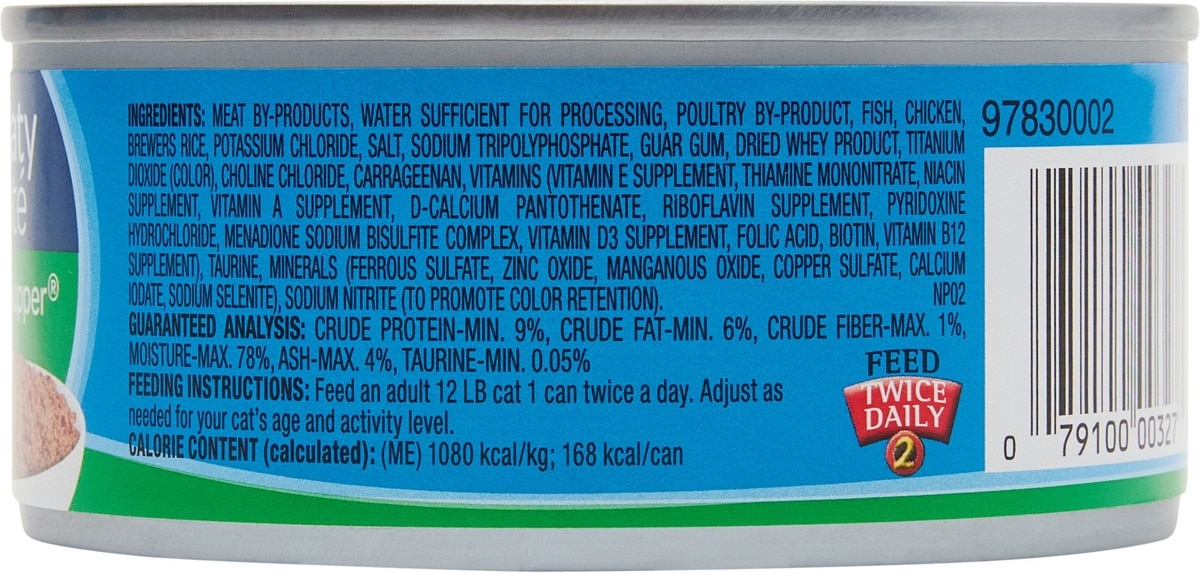 aty
té
upper®
INGREDIENTS: MEAT BY-PRODUCTS, WATER SUFFICIENT FOR PROCESSING, POULTRY BY-PRODUCT, FISH, CHICKEN,
BREWERS RICE, POTASSIUM CHLORIDE, SALT, SODIUM TRIPOLYPHOSPHATE, GUAR GUM, DRIED WHEY PRODUCT, TITANIUM
DIOXIDE (COLOR), CHOLINE CHLORIDE, CARRAGEENAN, VITAMINS (VITAMIN E SUPPLEMENT, THIAMINE MONONITRATE, NIACIN
SUPPLEMENT, VITAMIN A SUPPLEMENT, D-CALCIUM PANTOTHENATE, RIBOFLAVIN SUPPLEMENT, PYRIDOXINE
HYDROCHLORIDE, MENADIONE SODIUM BISULFITE COMPLEX, VITAMIN D3 SUPPLEMENT, FOLIC ACID, BIOTIN, VITAMIN B12
SUPPLEMENT), TAURINE, MINERALS (FERROUS SULFATE, ZINC OXIDE, MANGANOUS OXIDE, COPPER SULFATE, CALCIUM
IODATE, SODIUM SELENITE), SODIUM NITRITE (TO PROMOTE COLOR RETENTION). NP02
GUARANTEED ANALYSIS: CRUDE PROTEIN-MIN. 9%, CRUDE FAT-MIN. 6%, CRUDE FIBER-MAX. 1%,
MOISTURE-MAX. 78%, ASH-MAX. 4%, TAURINE-MIN. 0.05%
FEEDING INSTRUCTIONS: Feed an adult 12 LB cat 1 can twice a day. Adjust as
needed for your cat's age and activity level.
CALORIE CONTENT (calculated): (ME) 1080 kcal/kg; 168 kcal/can
FEED
TWICE
DAILY
2
97830002
0 79100 00327